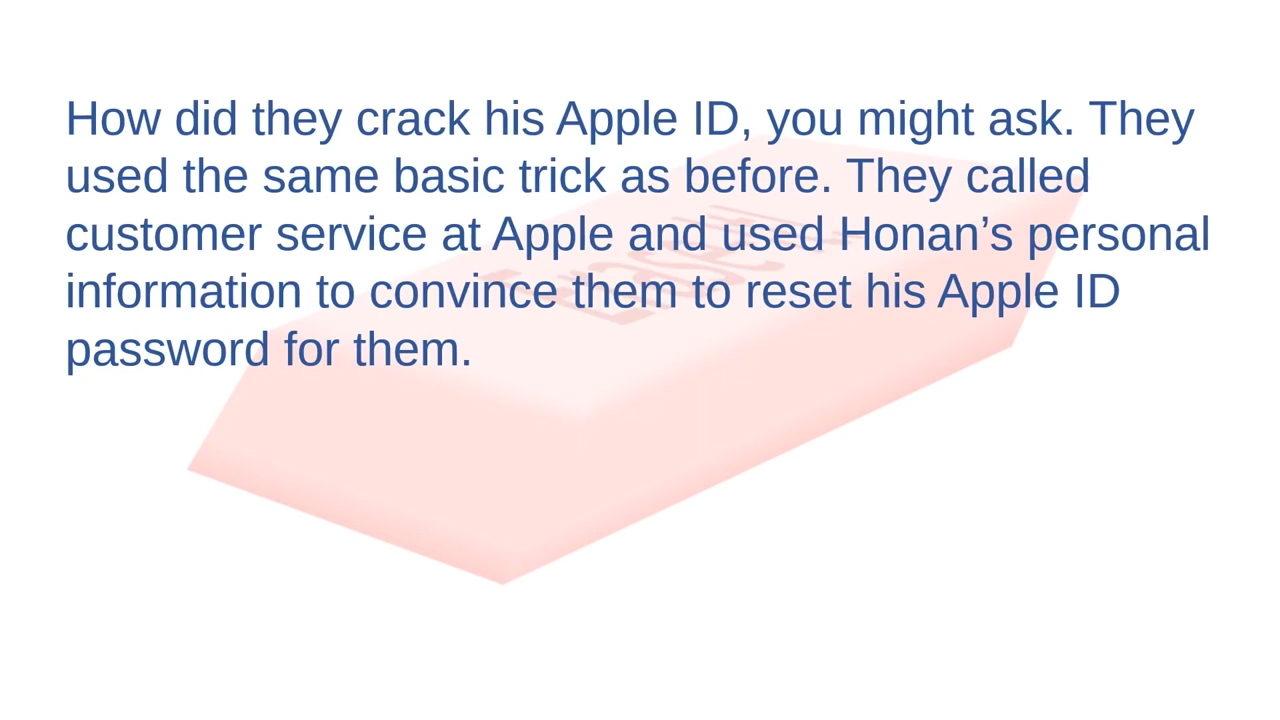 How did they crack his Apple ID, you might ask. They
used the same basic trick as before. They called
customer service at Apple and used Honan’s personal
information to convince them to reset his Apple ID
password for them.